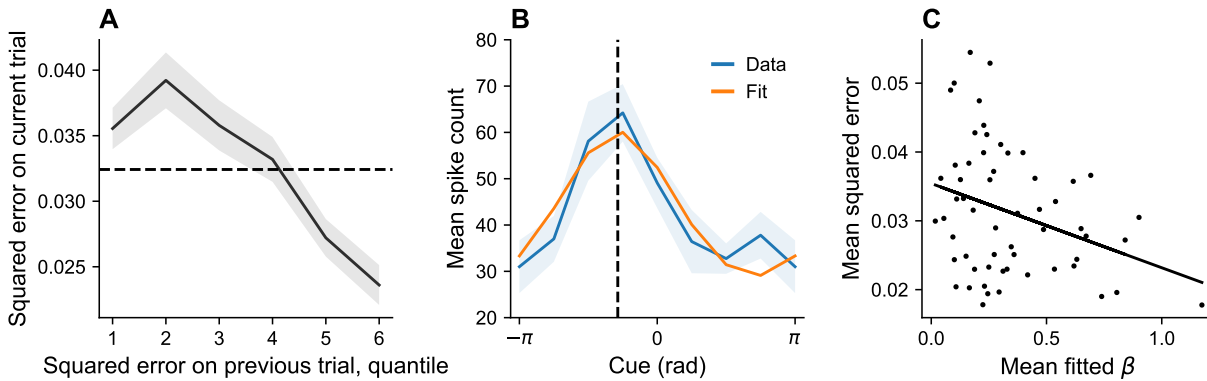 A
Squared error on current trial
0.040
0.035
0.030
0.025
1 2 3 4 5 6
Squared error on previous trial, quantile
B
Mean spike count
80
70
60
50
40
30
20
Data
Fit
−π 0 π
Cue (rad)
C
Mean squared error
0.05
0.04
0.03
0.02
0.0 0.5 1.0
Mean fitted β